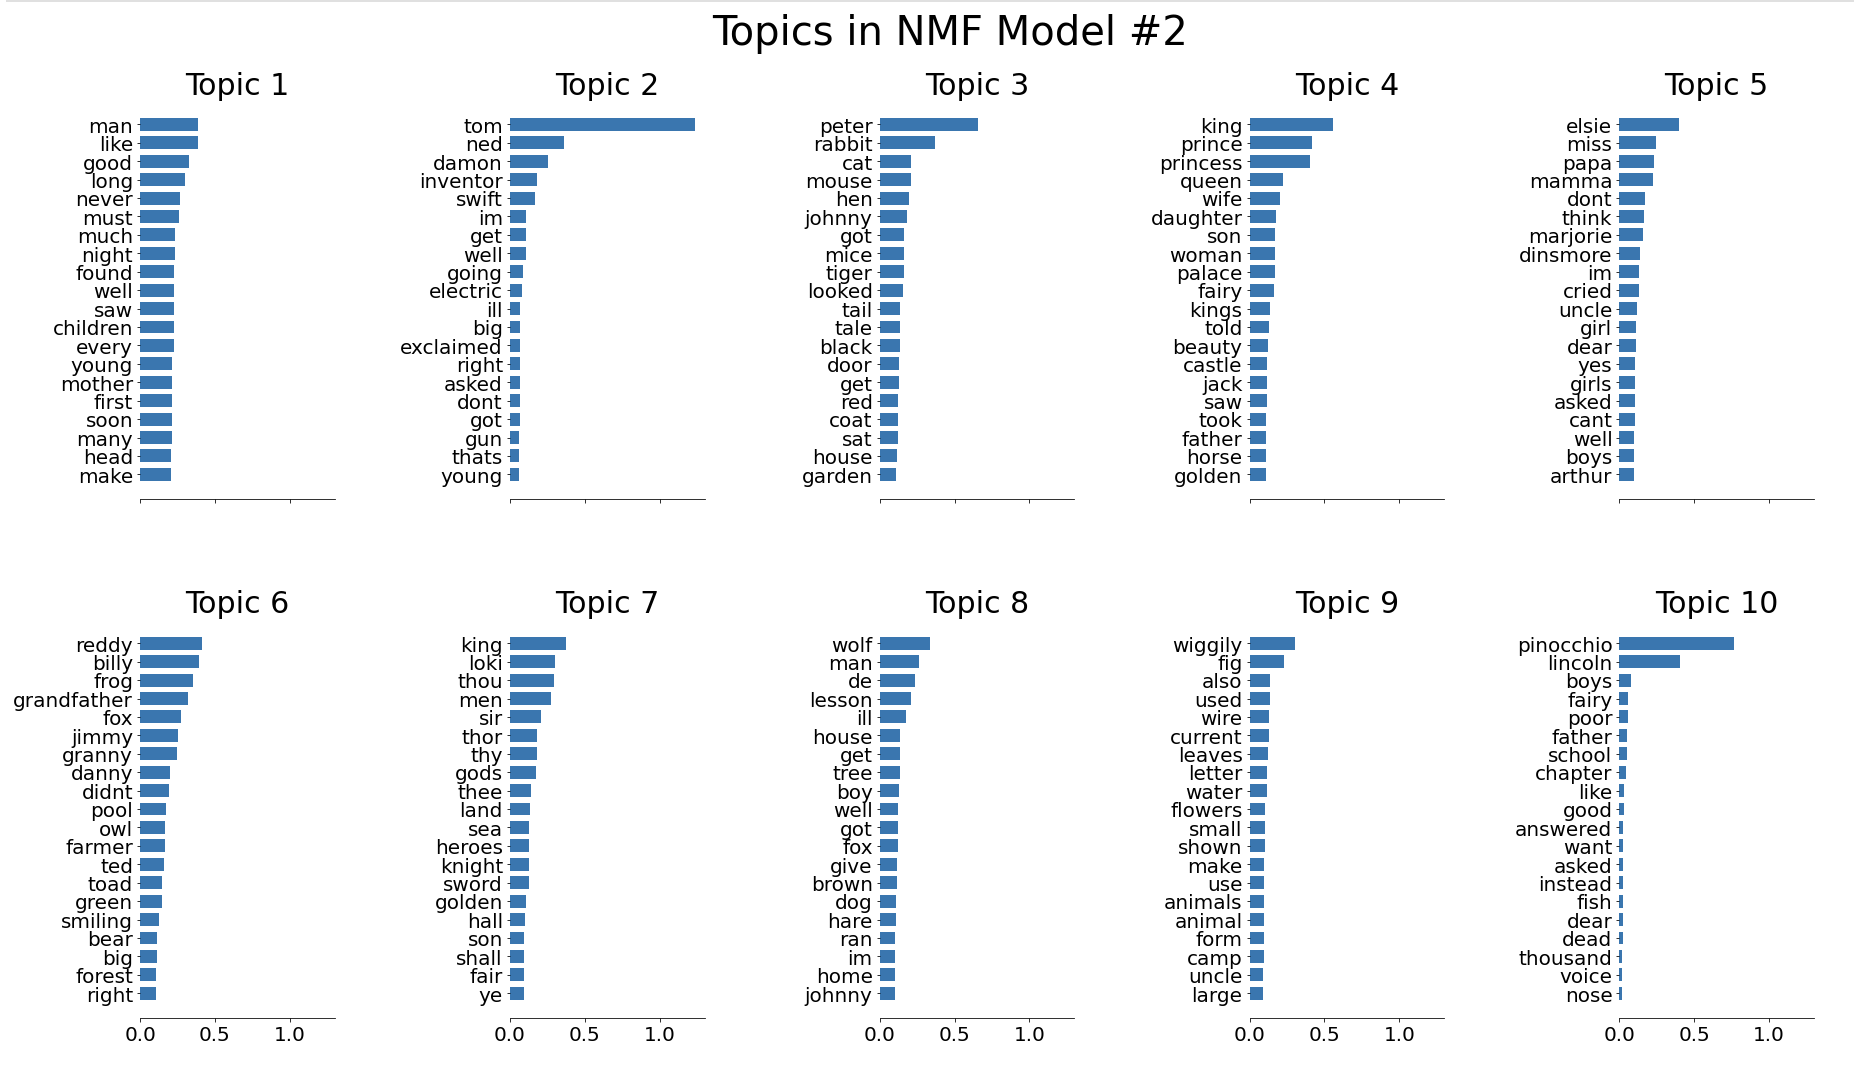 Topics in NMF Model #2
Topic 1
man
like
good
long
never
must
much
night
found
well
saw
children
every
young
mother
first
soon
many
head
make
Topic 2
tom
ned
damon
inventor
swift
im
get
well
going
electric
ill
big
exclaimed
right
asked
dont
got
gun
thats
young
Topic 3
peter
rabbit
cat
mouse
hen
johnny
got
mice
tiger
looked
tail
tale
black
door
get
red
coat
sat
house
garden
Topic 4
king
prince
princess
queen
wife
daughter
son
woman
palace
fairy
kings
told
beauty
castle
jack
saw
took
father
horse
golden
Topic 5
elsie
miss
papa
mamma
dont
think
marjorie
dinsmore
im
cried
uncle
girl
dear
yes
girls
asked
cant
well
boys
arthur
Topic 6
reddy
billy
frog
grandfather
fox
jimmy
granny
danny
didnt
pool
owl
farmer
ted
toad
green
smiling
bear
big
forest
right
0.0 0.5 1.0
Topic 7
king
loki
thou
men
sir
thor
thy
gods
thee
land
sea
heroes
knight
sword
golden
hall
son
shall
fair
ye
0.0 0.5 1.0
Topic 8
wolf
man
de
lesson
ill
house
get
tree
boy
well
got
fox
give
brown
dog
hare
ran
im
home
johnny
0.0 0.5 1.0
Topic 9
wiggily
fig
also
used
wire
current
leaves
letter
water
flowers
small
shown
make
use
animals
animal
form
camp
uncle
large
0.0 0.5 1.0
Topic 10
pinocchio
lincoln
boys
fairy
poor
father
school
chapter
like
good
answered
want
asked
instead
fish
dear
dead
thousand
voice
nose
0.0 0.5 1.0